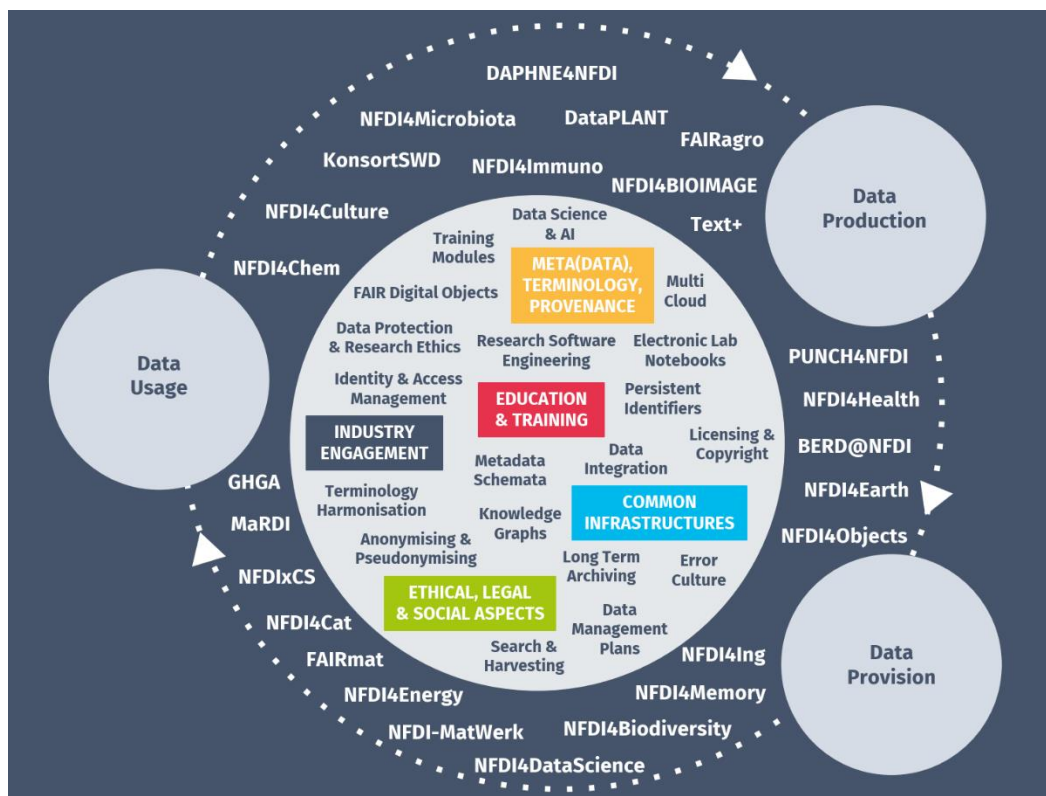 DAPHNE4NFDI
NFDI4Microbiota
DataPLANT
FAIRagro
KonsortSWD
NFDI4Immuno
NFDI4BIOIMAGE
NFDI4Culture
Text+
NFDI4Chem
Data
Production
Data
Usage
Data Science
& AI
Training
Modules
META(DATA),
TERMINOLOGY,
PROVENANCE
Multi
Cloud
FAIR Digital Objects
Data Protection
& Research Ethics
Research Software
Engineering
Electronic Lab
Notebooks
Identity & Access
Management
EDUCATION
& TRAINING
Persistent
Identifiers
INDUSTRY
ENGAGEMENT
Licensing &
Copyright
Data
Integration
Metadata
Schemata
Terminology
Harmonisation
COMMON
INFRASTRUCTURES
Knowledge
Graphs
Anonymising &
Pseudonymising
Long Term
Archiving
Error
Culture
ETHICAL, LEGAL
& SOCIAL ASPECTS
Data
Management
Plans
Search &
Harvesting
PUNCH4NFDI
NFDI4Health
BERD@NFDI
NFDI4Earth
NFDI4Objects
Data
Provision
GHGA
MaRDI
NFDIxCS
NFDI4Cat
FAIRmat
NFDI4Energy
NFDI-MatWerk
NFDI4DataScience
NFDI4Biodiversity
NFDI4Memory
NFDI4Ing